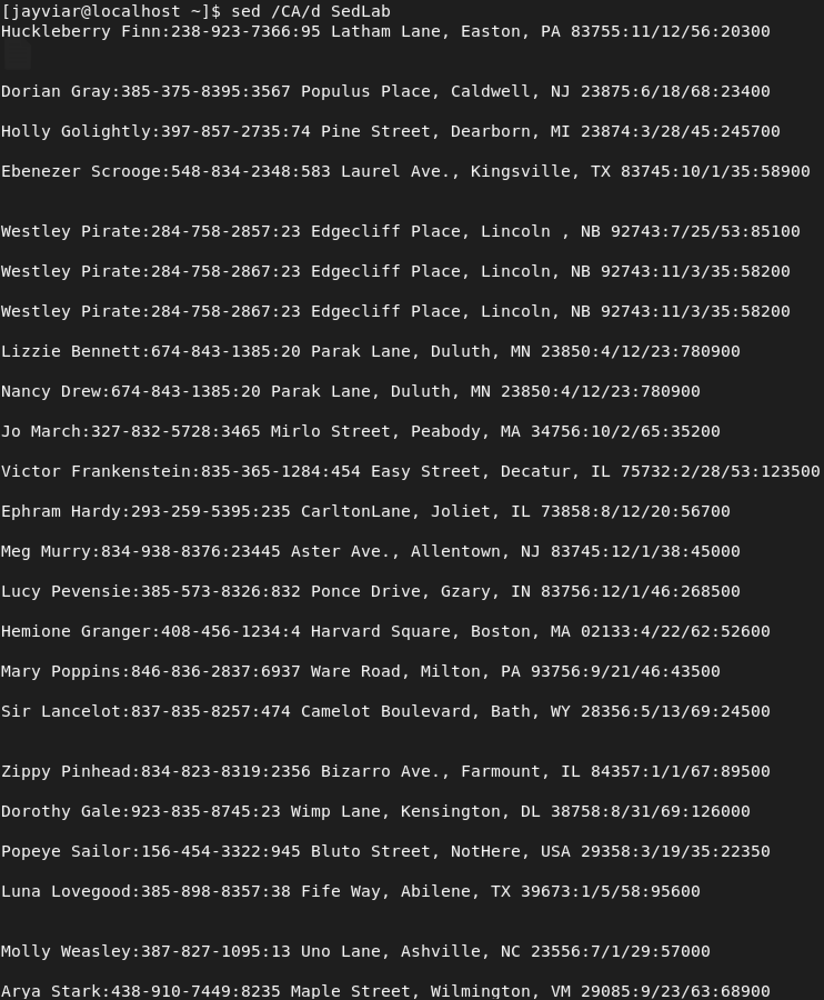 [jayviar@localhost ~]$ sed /CA/d SedLab
Huckleberry Finn:238-923-7366:95 Latham Lane, Easton, PA 83755:11/12/56:20300
Dorian Gray:385-375-8395:3567 Populus Place, Caldwell, NJ 23875:6/18/68:23400
Holly Golightly:397-857-2735:74 Pine Street, Dearborn, MI 23874:3/28/45:245700
Ebenezer Scrooge:548-834-2348:583 Laurel Ave., Kingsville, TX 83745:10/1/35:58900
Westley Pirate:284-758-2857:23 Edgecliff Place, Lincoln , NB 92743:7/25/53:85100
Westley Pirate:284-758-2867:23 Edgecliff Place, Lincoln, NB 92743:11/3/35:58200
Westley Pirate:284-758-2867:23 Edgecliff Place, Lincoln, NB 92743:11/3/35:58200
Lizzie Bennett:674-843-1385:20 Parak Lane, Duluth, MN 23850:4/12/23:780900
Nancy Drew:674-843-1385:20 Parak Lane, Duluth, MN 23850:4/12/23:780900
Jo March:327-832-5728:3465 Mirlo Street, Peabody, MA 34756:10/2/65:35200
Victor Frankenstein:835-365-1284:454 Easy Street, Decatur, IL 75732:2/28/53:123500
Ephram Hardy:293-259-5395:235 CarltonLane, Joliet, IL 73858:8/12/20:56700
Meg Murry:834-938-8376:23445 Aster Ave., Allentown, NJ 83745:12/1/38:45000
Lucy Pevensie:385-573-8326:832 Ponce Drive, Gzary, IN 83756:12/1/46:268500
Hemione Granger:408-456-1234:4 Harvard Square, Boston, MA 02133:4/22/62:52600
Mary Poppins:846-836-2837:6937 Ware Road, Milton, PA 93756:9/21/46:43500
Sir Lancelot:837-835-8257:474 Camelot Boulevard, Bath, WY 28356:5/13/69:24500
Zippy Pinhead:834-823-8319:2356 Bizarro Ave., Farmount, IL 84357:1/1/67:89500
Dorothy Gale:923-835-8745:23 Wimp Lane, Kensington, DL 38758:8/31/69:126000
Popeye Sailor:156-454-3322:945 Bluto Street, NotHere, USA 29358:3/19/35:22350
Luna Lovegood:385-898-8357:38 Fife Way, Abilene, TX 39673:1/5/58:95600
Molly Weasley:387-827-1095:13 Uno Lane, Ashville, NC 23556:7/1/29:57000
Arya Stark:438-910-7449:8235 Maple Street, Wilmington, VM 29085:9/23/63:68900